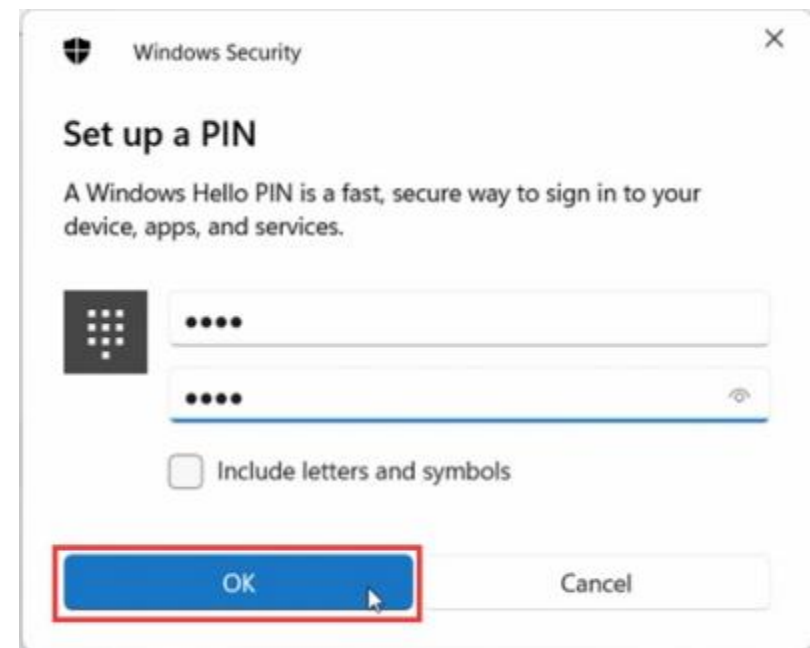 Windows Security
Set up a PIN
A Windows Hello PIN is a fast, secure way to sign in to your
device, apps, and services.
••••
••••
Include letters and symbols
OK
Cancel